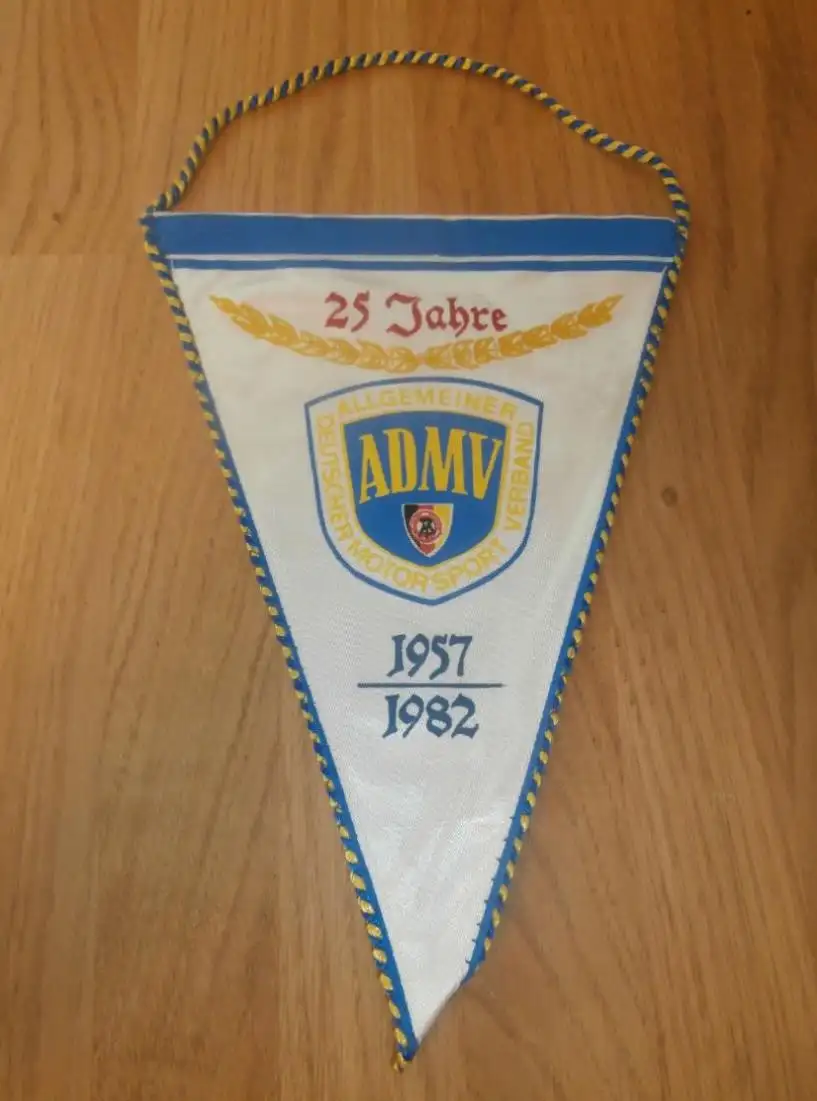 25 Jahre
ALLGEMEINER
DEUTSCHER MOTORSPORT VERBAND
ADMV
1957
1982